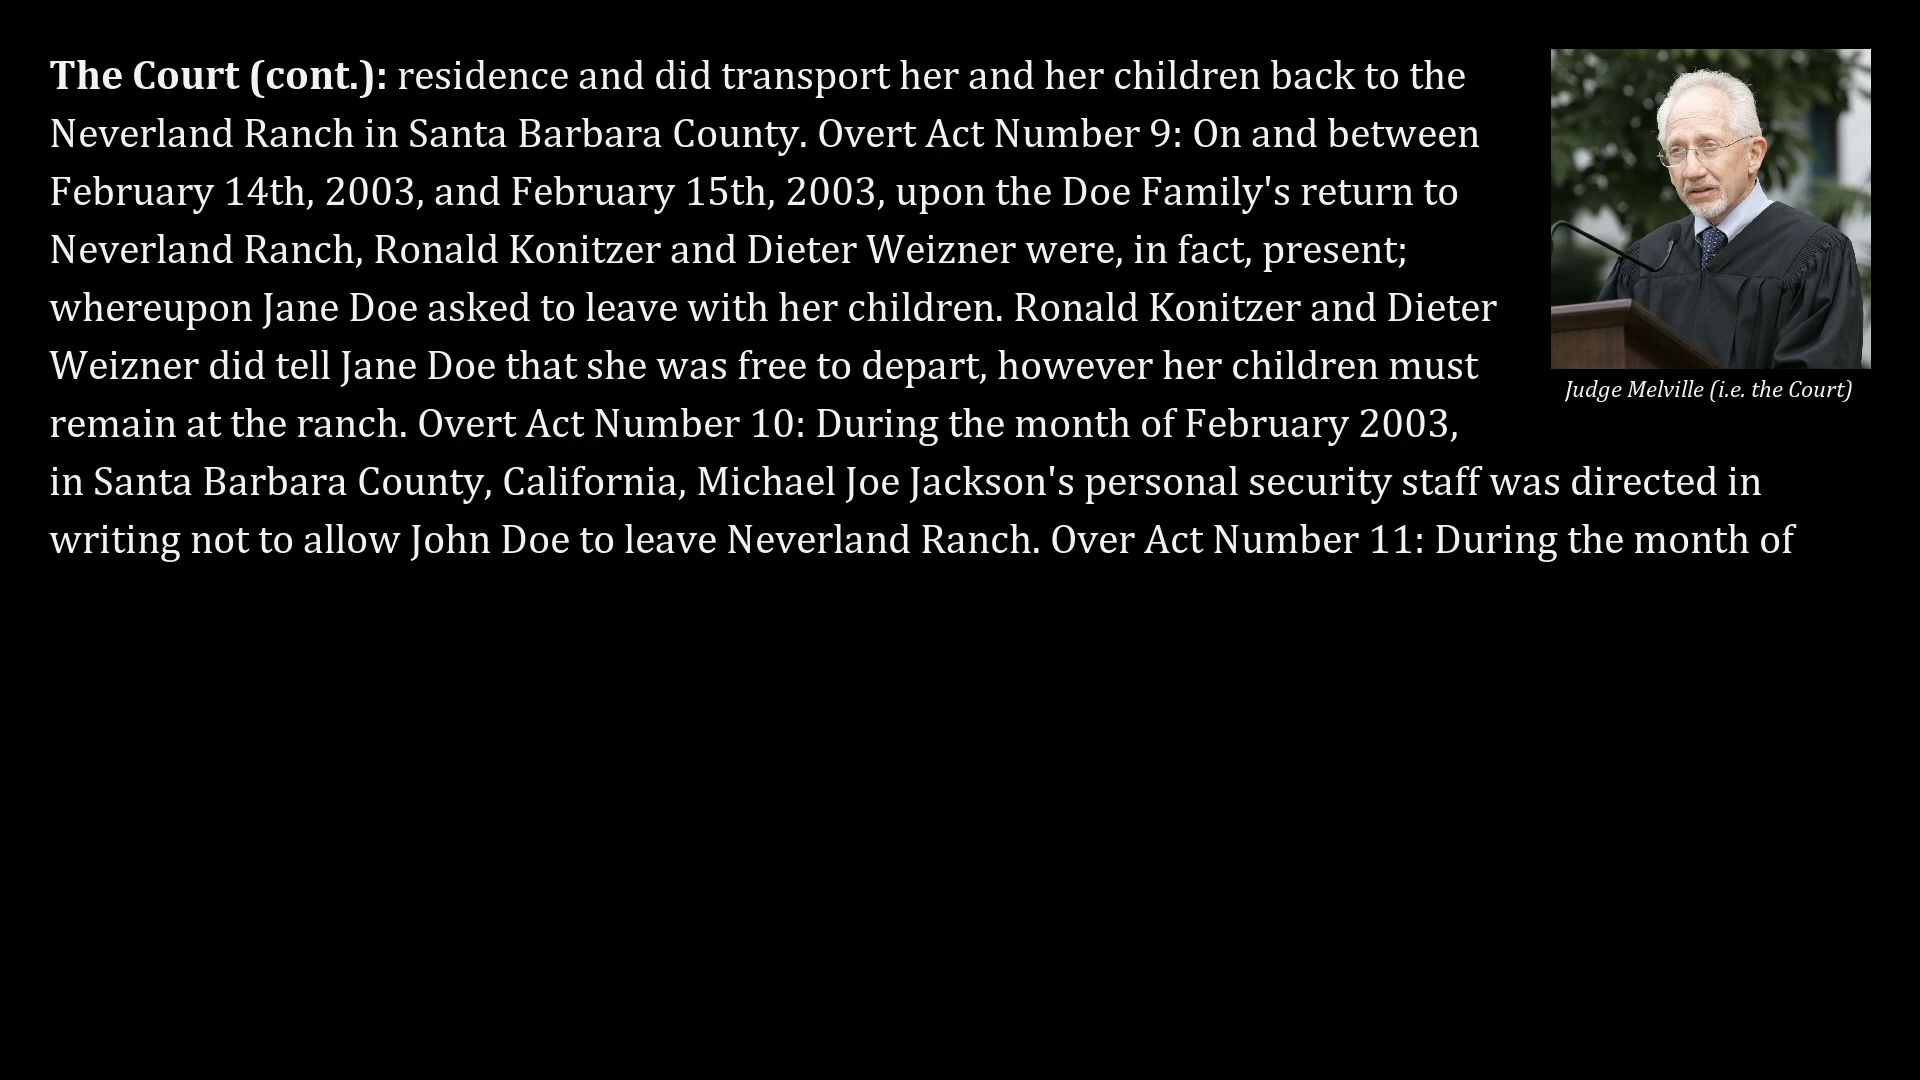 The Court (cont.): residence and did transport her and her children back to the
Neverland Ranch in Santa Barbara County. Overt Act Number 9: On and between
February 14th, 2003, and February 15th, 2003, upon the Doe Family's return to
Neverland Ranch, Ronald Konitzer and Dieter Weizner were, in fact, present;
whereupon Jane Doe asked to leave with her children. Ronald Konitzer and Dieter
Weizner did tell Jane Doe that she was free to depart, however her children must
remain at the ranch. Overt Act Number 10: During the month of February 2003,
in Santa Barbara County, California, Michael Joe Jackson's personal security staff was directed in
writing not to allow John Doe to leave Neverland Ranch. Over Act Number 11: During the month of
Judge Melville (i.e. the Court)